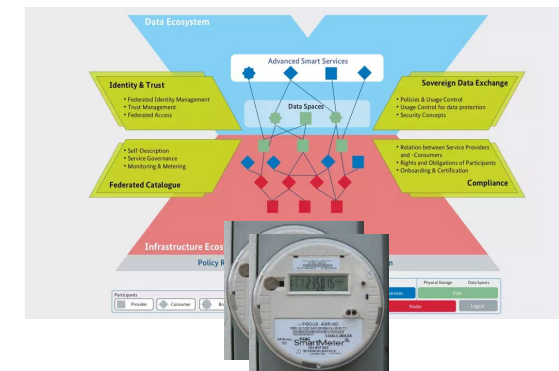 Data Ecosystem
Advanced Smart Services
Identity & Trust
• Federated Identity Management
• Trust Management
• Federated Access
Sovereign Data Exchange
• Policies & Usage Control
• Usage Control for data protection
• Security Concepts
Data Spaces
• Self-Description
• Service Governance
• Monitoring & Metering
Federated Catalogue
• Relation between Service Providers
and -Consumers
• Rights and Obligations of Participants
• Onboarding & Certification
Compliance
Infrastructure Ecos
Policy R
Participants
Provider
Consumer
Physical Storage
Data Spaces
Data
Nodes
FOCUS AXR-SD
SmartMeter